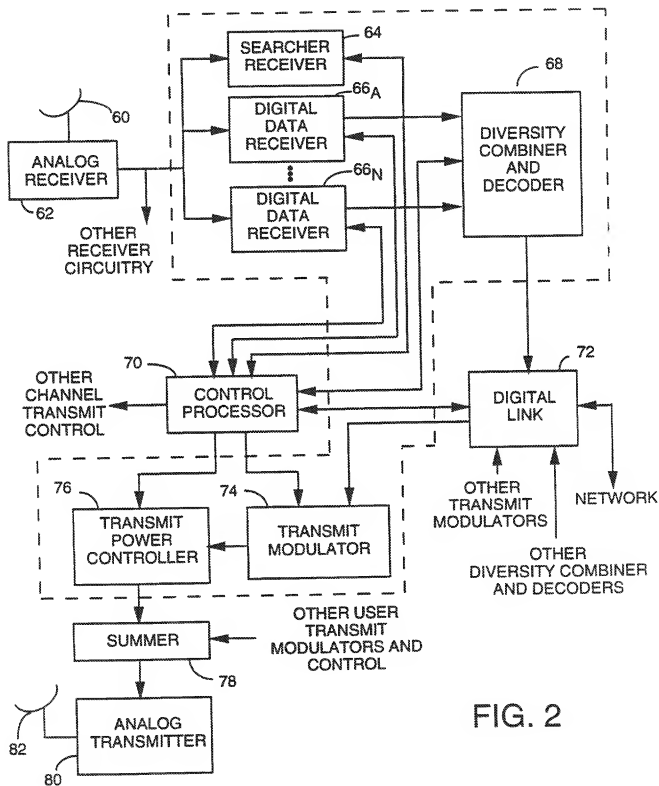 64
SEARCHER
RECEIVER
60
66A
68
DIGITAL
DATA
RECEIVER
ANALOG
RECEIVER
62
DIVERSITY
COMBINER
AND
DECODER
66N
DIGITAL
DATA
RECEIVER
OTHER
RECEIVER
CIRCUITRY
70
72
OTHER
CHANNEL
TRANSMIT
CONTROL
CONTROL
PROCESSOR
DIGITAL
LINK
76
74
OTHER
TRANSMIT
MODULATORS
NETWORK
TRANSMIT
POWER
CONTROLLER
TRANSMIT
MODULATOR
OTHER
DIVERSITY COMBINER
AND DECODERS
SUMMER
78
OTHER USER
TRANSMIT
MODULATORS AND
CONTROL
82
ANALOG
TRANSMITTER
80
FIG. 2